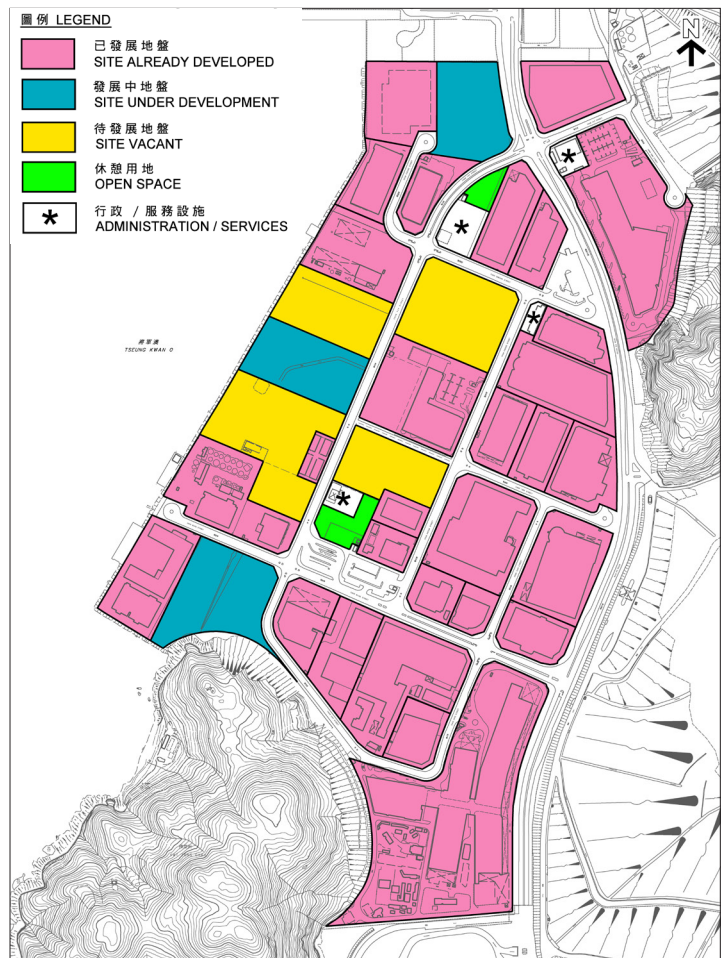 圖例 LEGEND
N
已發展地盤
SITE ALREADY DEVELOPED
發展中地盤
SITE UNDER DEVELOPMENT
待發展地盤
SITE VACANT
休憩用地
OPEN SPACE
行政 / 服務設施
ADMINISTRATION / SERVICES
將軍澳
TSEUNG KWAN O